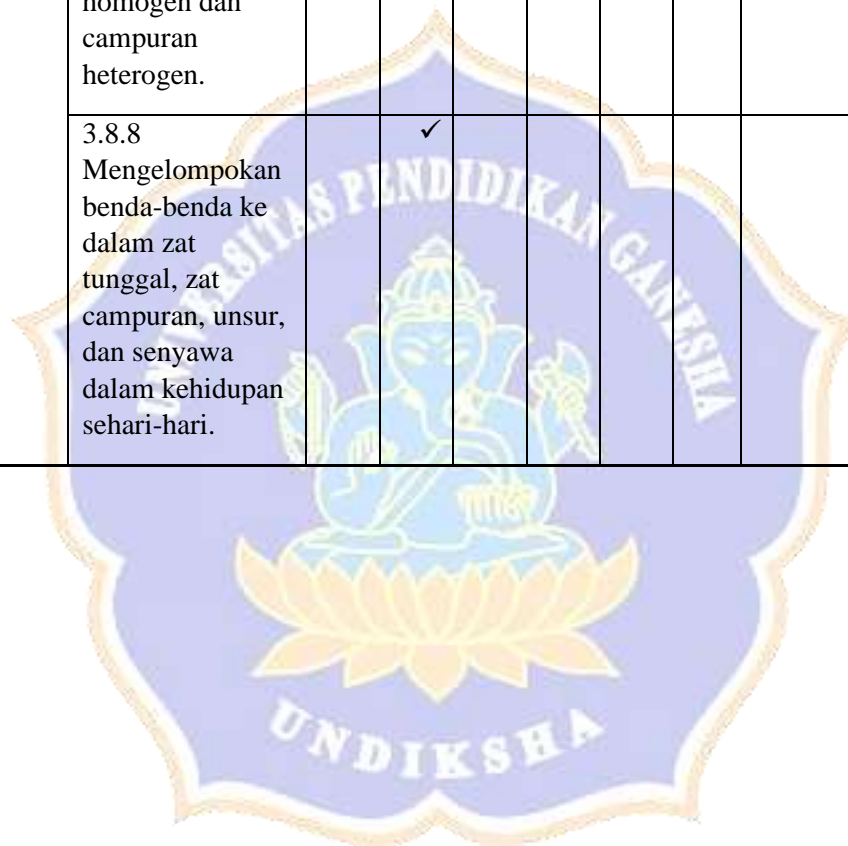 homogen dan
campuran
heterogen.
3.8.8 ✓
Mengelompokan
benda-benda ke
dalam zat
tunggal, zat
campuran, unsur,
dan senyawa
dalam kehidupan
sehari-hari.
UNIVERSITAS PENDIDIKAN GANESHA
UNDIKSHA